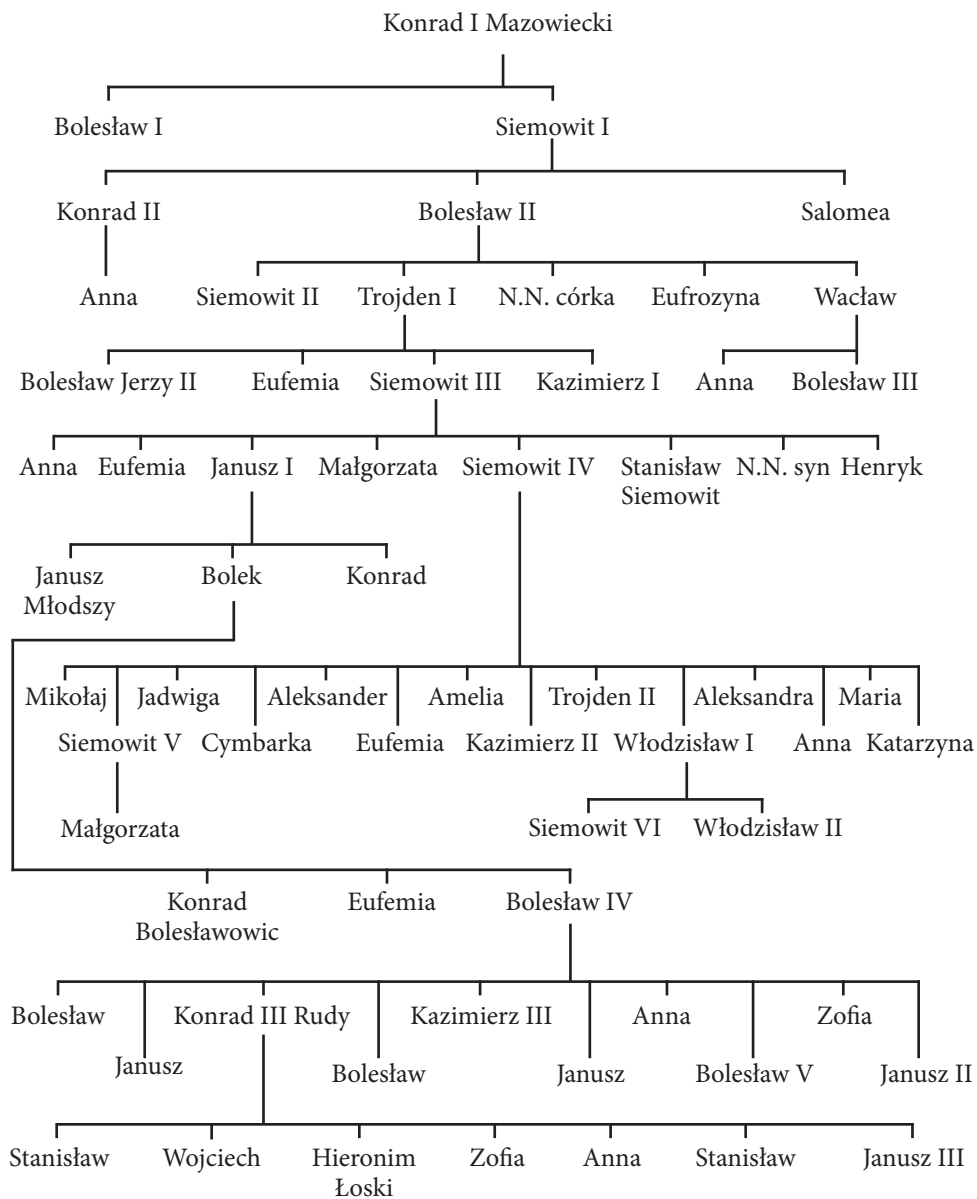 Konrad I Mazowiecki
Bolesław I Siemowit I
Konrad II Bolesław II Salomea
Anna Siemowit II Trojden I N.N. córka Eufrozyna Wacław
Bolesław Jerzy II Eufemia Siemowit III Kazimierz I Anna Bolesław III
Anna Eufemia Janusz I Małgorzata Siemowit IV Stanisław Siemowit N.N. syn Henryk
Janusz Młodszy Bolek Konrad
Mikołaj Jadwiga Aleksander Amelia Trojden II Aleksandra Maria
Siemowit V Cymbarka Eufemia Kazimierz II Włodzisław I Anna Katarzyna
Małgorzata Siemowit VI Włodzisław II
Konrad Bolesławowic Eufemia Bolesław IV
Bolesław Konrad III Rudy Kazimierz III Anna Zofia
Janusz Bolesław Janusz Bolesław V Janusz II
Stanisław Wojciech Hieronim Łoski Zofia Anna Stanisław Janusz III